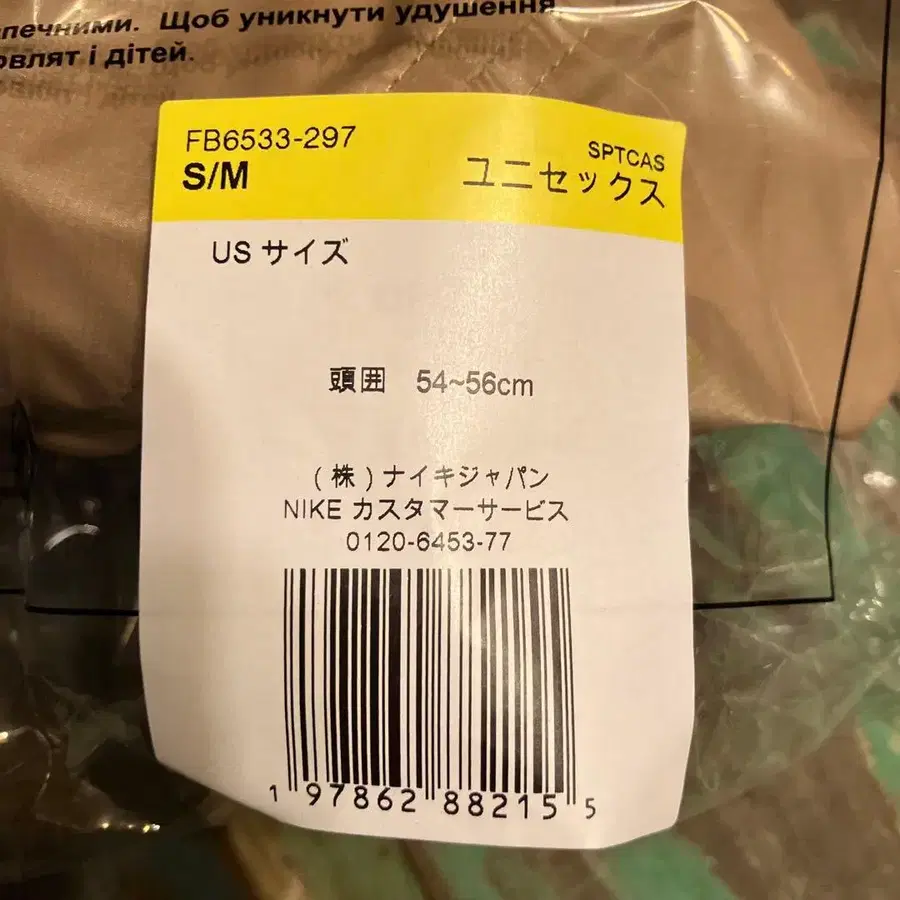 печними. Щоб уникнути удушення,
овлят і дітей.
FB6533-297
SPTCAS
S/M
ユニセックス
US サイズ
頭囲 54~56cm
(株)ナイキジャパン
NIKE カスタマーサービス
0120-6453-77
1 97862 88215 5